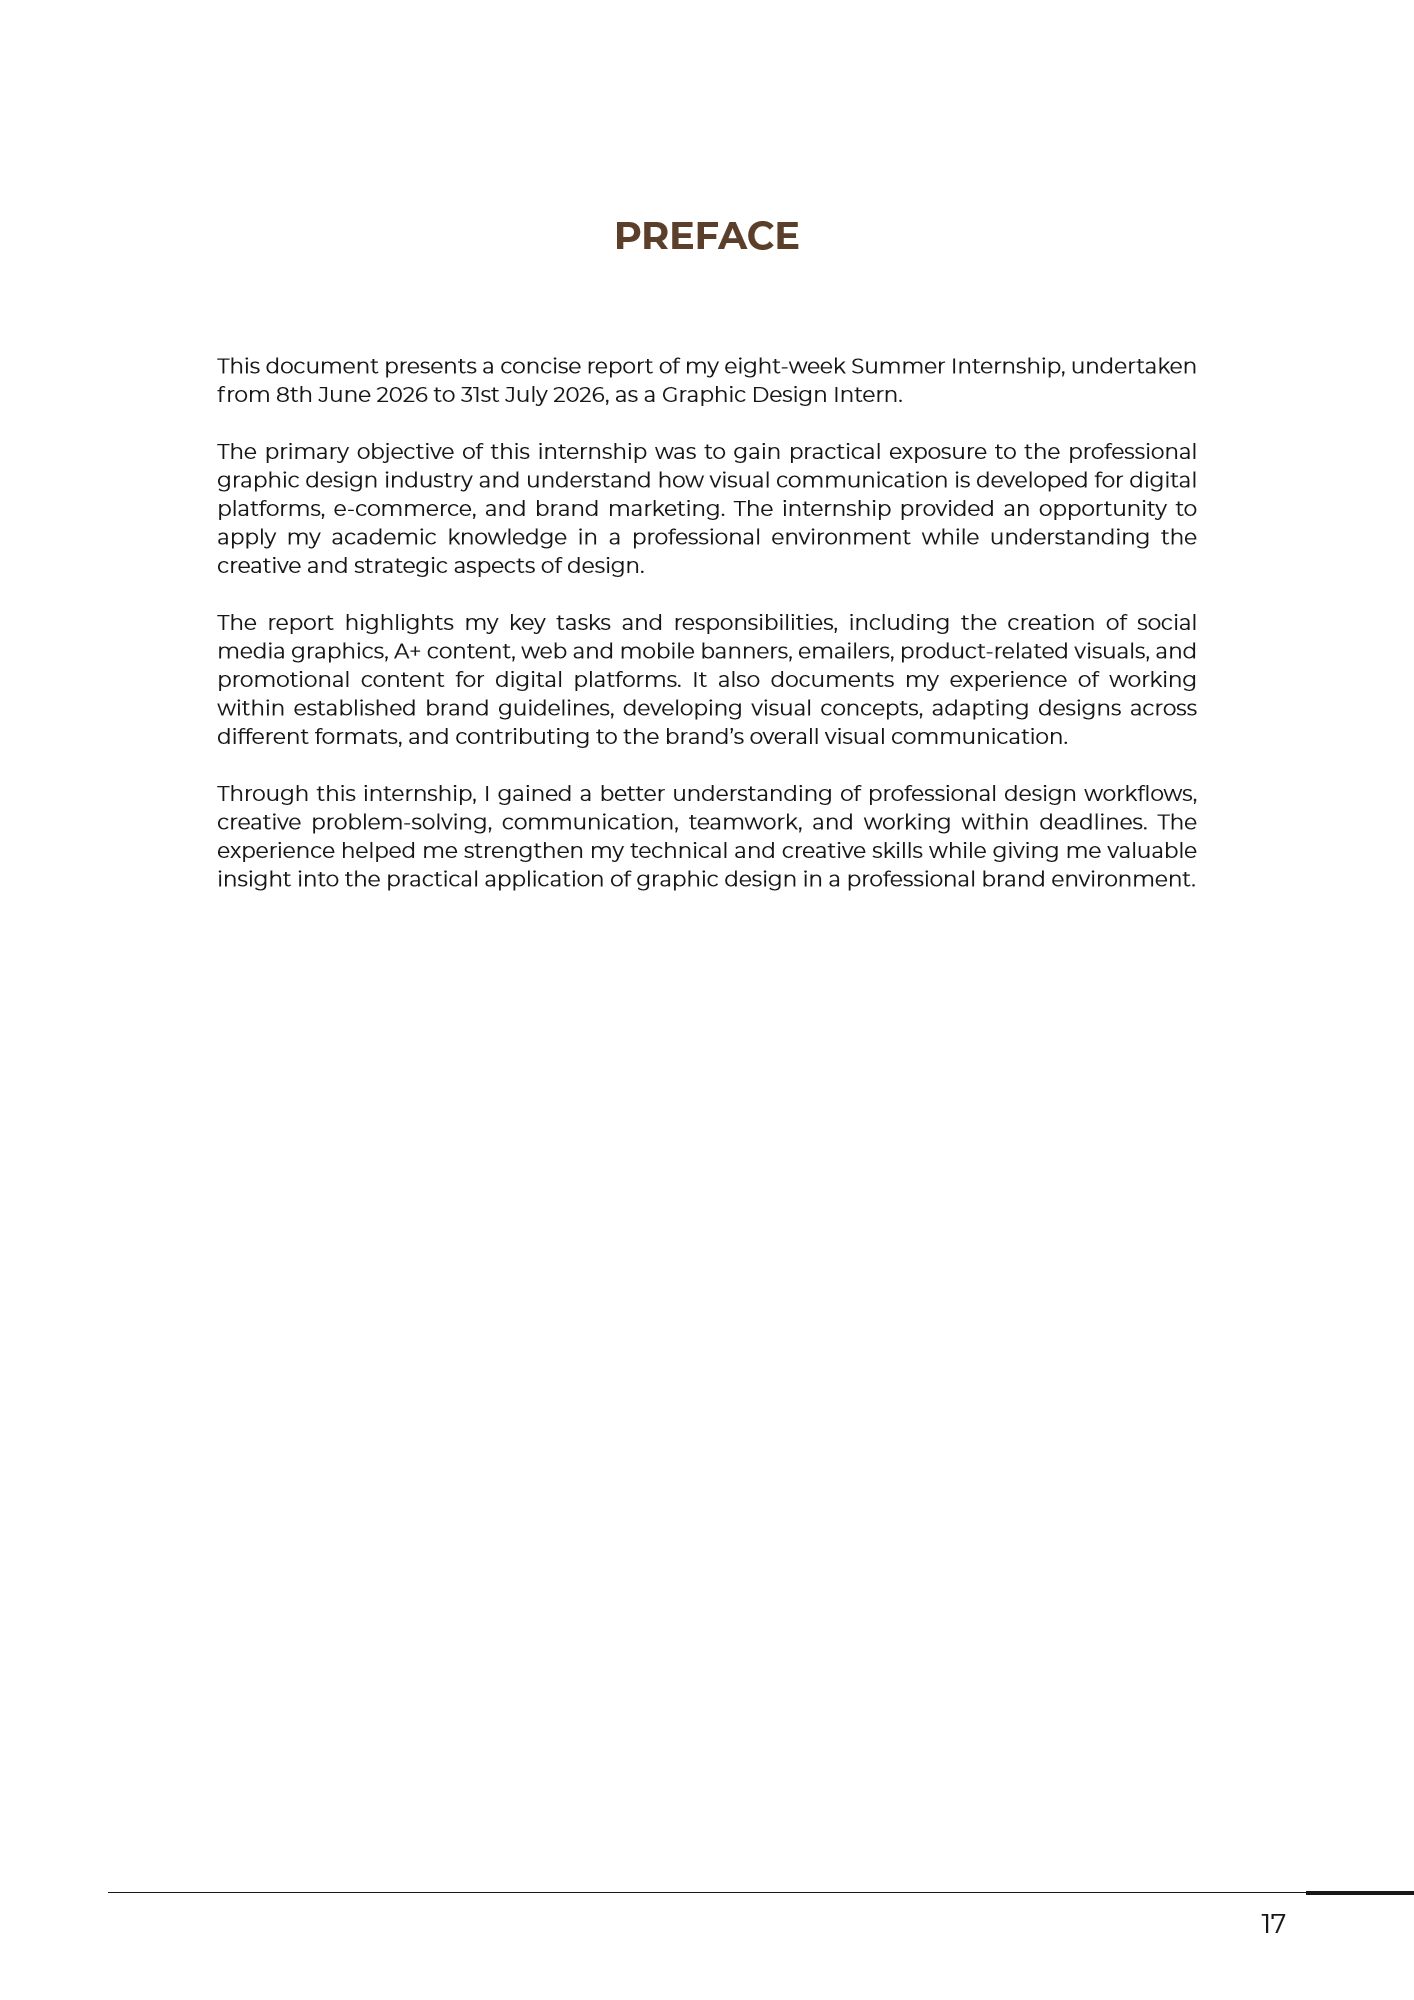 PREFACE
This document presents a concise report of my eight-week Summer Internship, undertaken
from 8th June 2026 to 31st July 2026, as a Graphic Design Intern.
The primary objective of this internship was to gain practical exposure to the professional
graphic design industry and understand how visual communication is developed for digital
platforms, e-commerce, and brand marketing. The internship provided an opportunity to
apply my academic knowledge in a professional environment while understanding the
creative and strategic aspects of design.
The report highlights my key tasks and responsibilities, including the creation of social
media graphics, A+ content, web and mobile banners, emailers, product-related visuals, and
promotional content for digital platforms. It also documents my experience of working
within established brand guidelines, developing visual concepts, adapting designs across
different formats, and contributing to the brand’s overall visual communication.
Through this internship, I gained a better understanding of professional design workflows,
creative problem-solving, communication, teamwork, and working within deadlines. The
experience helped me strengthen my technical and creative skills while giving me valuable
insight into the practical application of graphic design in a professional brand environment.
17